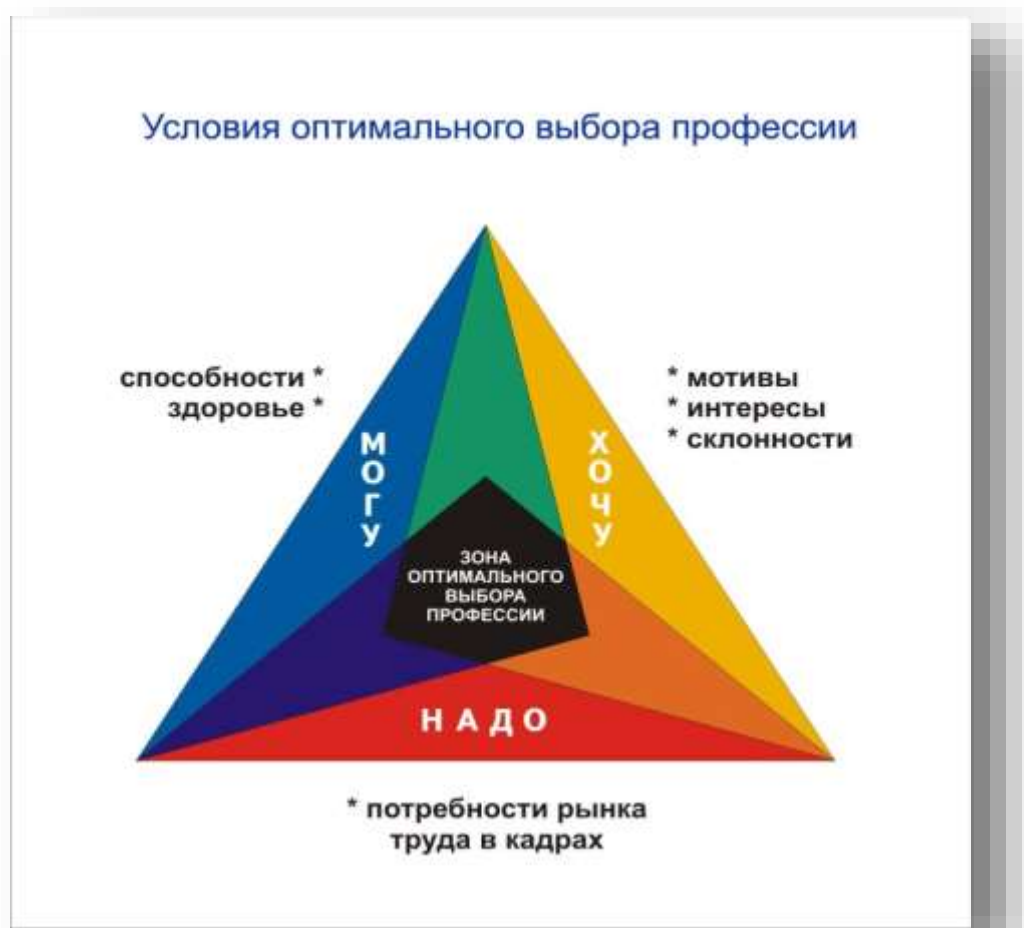 Условия оптимального выбора профессии
способности *
здоровье *
* мотивы
* интересы
* склонности
МОГУ
ХОЧУ
ЗОНА
ОПТИМАЛЬНОГО
ВЫБОРА
ПРОФЕССИИ
НАДО
* потребности рынка
труда в кадрах